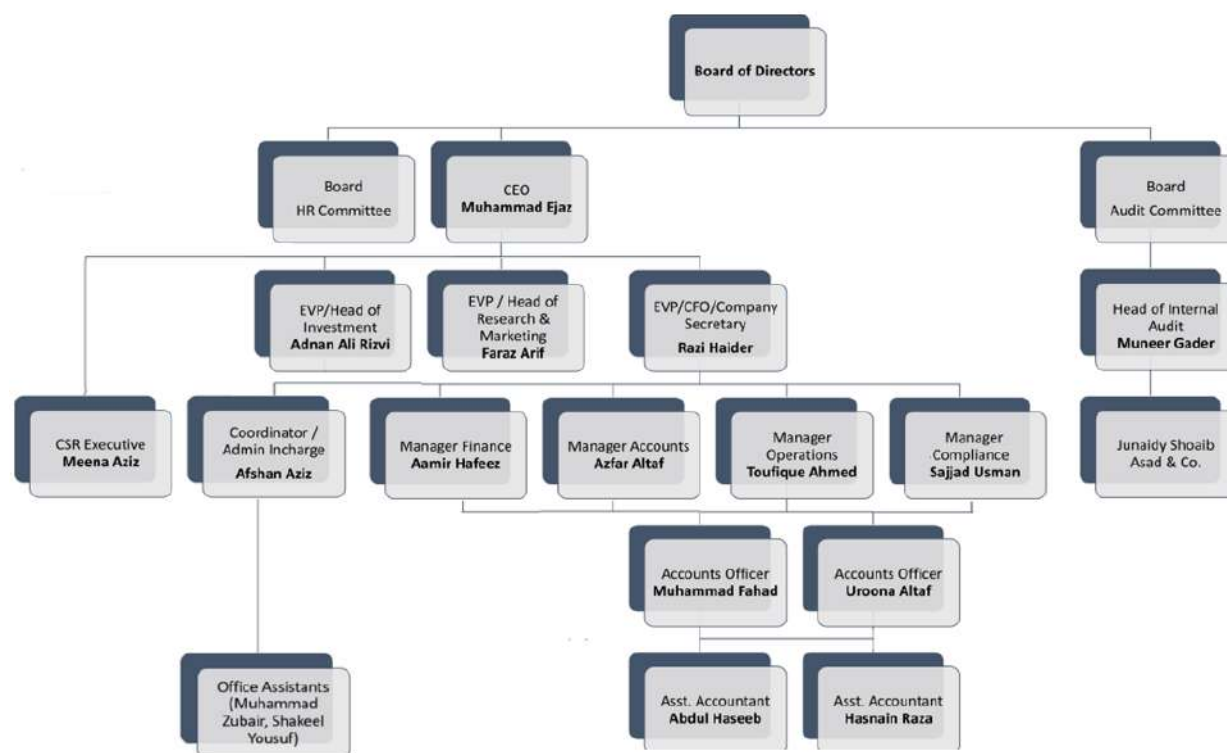 Board of Directors
Board
HR Committee
CEO
Muhammad Ejaz
Board
Audit Committee
EVP/Head of
Investment
Adnan Ali Rizvi
EVP / Head of
Research &
Marketing
Faraz Arif
EVP/CFO/Company
Secretary
Razi Haider
Head of Internal
Audit
Muneer Gader
CSR Executive
Meena Aziz
Coordinator /
Admin Incharge
Afshan Aziz
Manager Finance
Aamir Hafeez
Manager Accounts
Azfar Altaf
Manager
Operations
Toufique Ahmed
Manager
Compliance
Sajjad Usman
Junaidy Shoaib
Asad & Co.
Accounts Officer
Muhammad Fahad
Accounts Officer
Uroona Altaf
Office Assistants
(Muhammad
Zubair, Shakeel
Yousuf)
Asst. Accountant
Abdul Haseeb
Asst. Accountant
Hasnain Raza